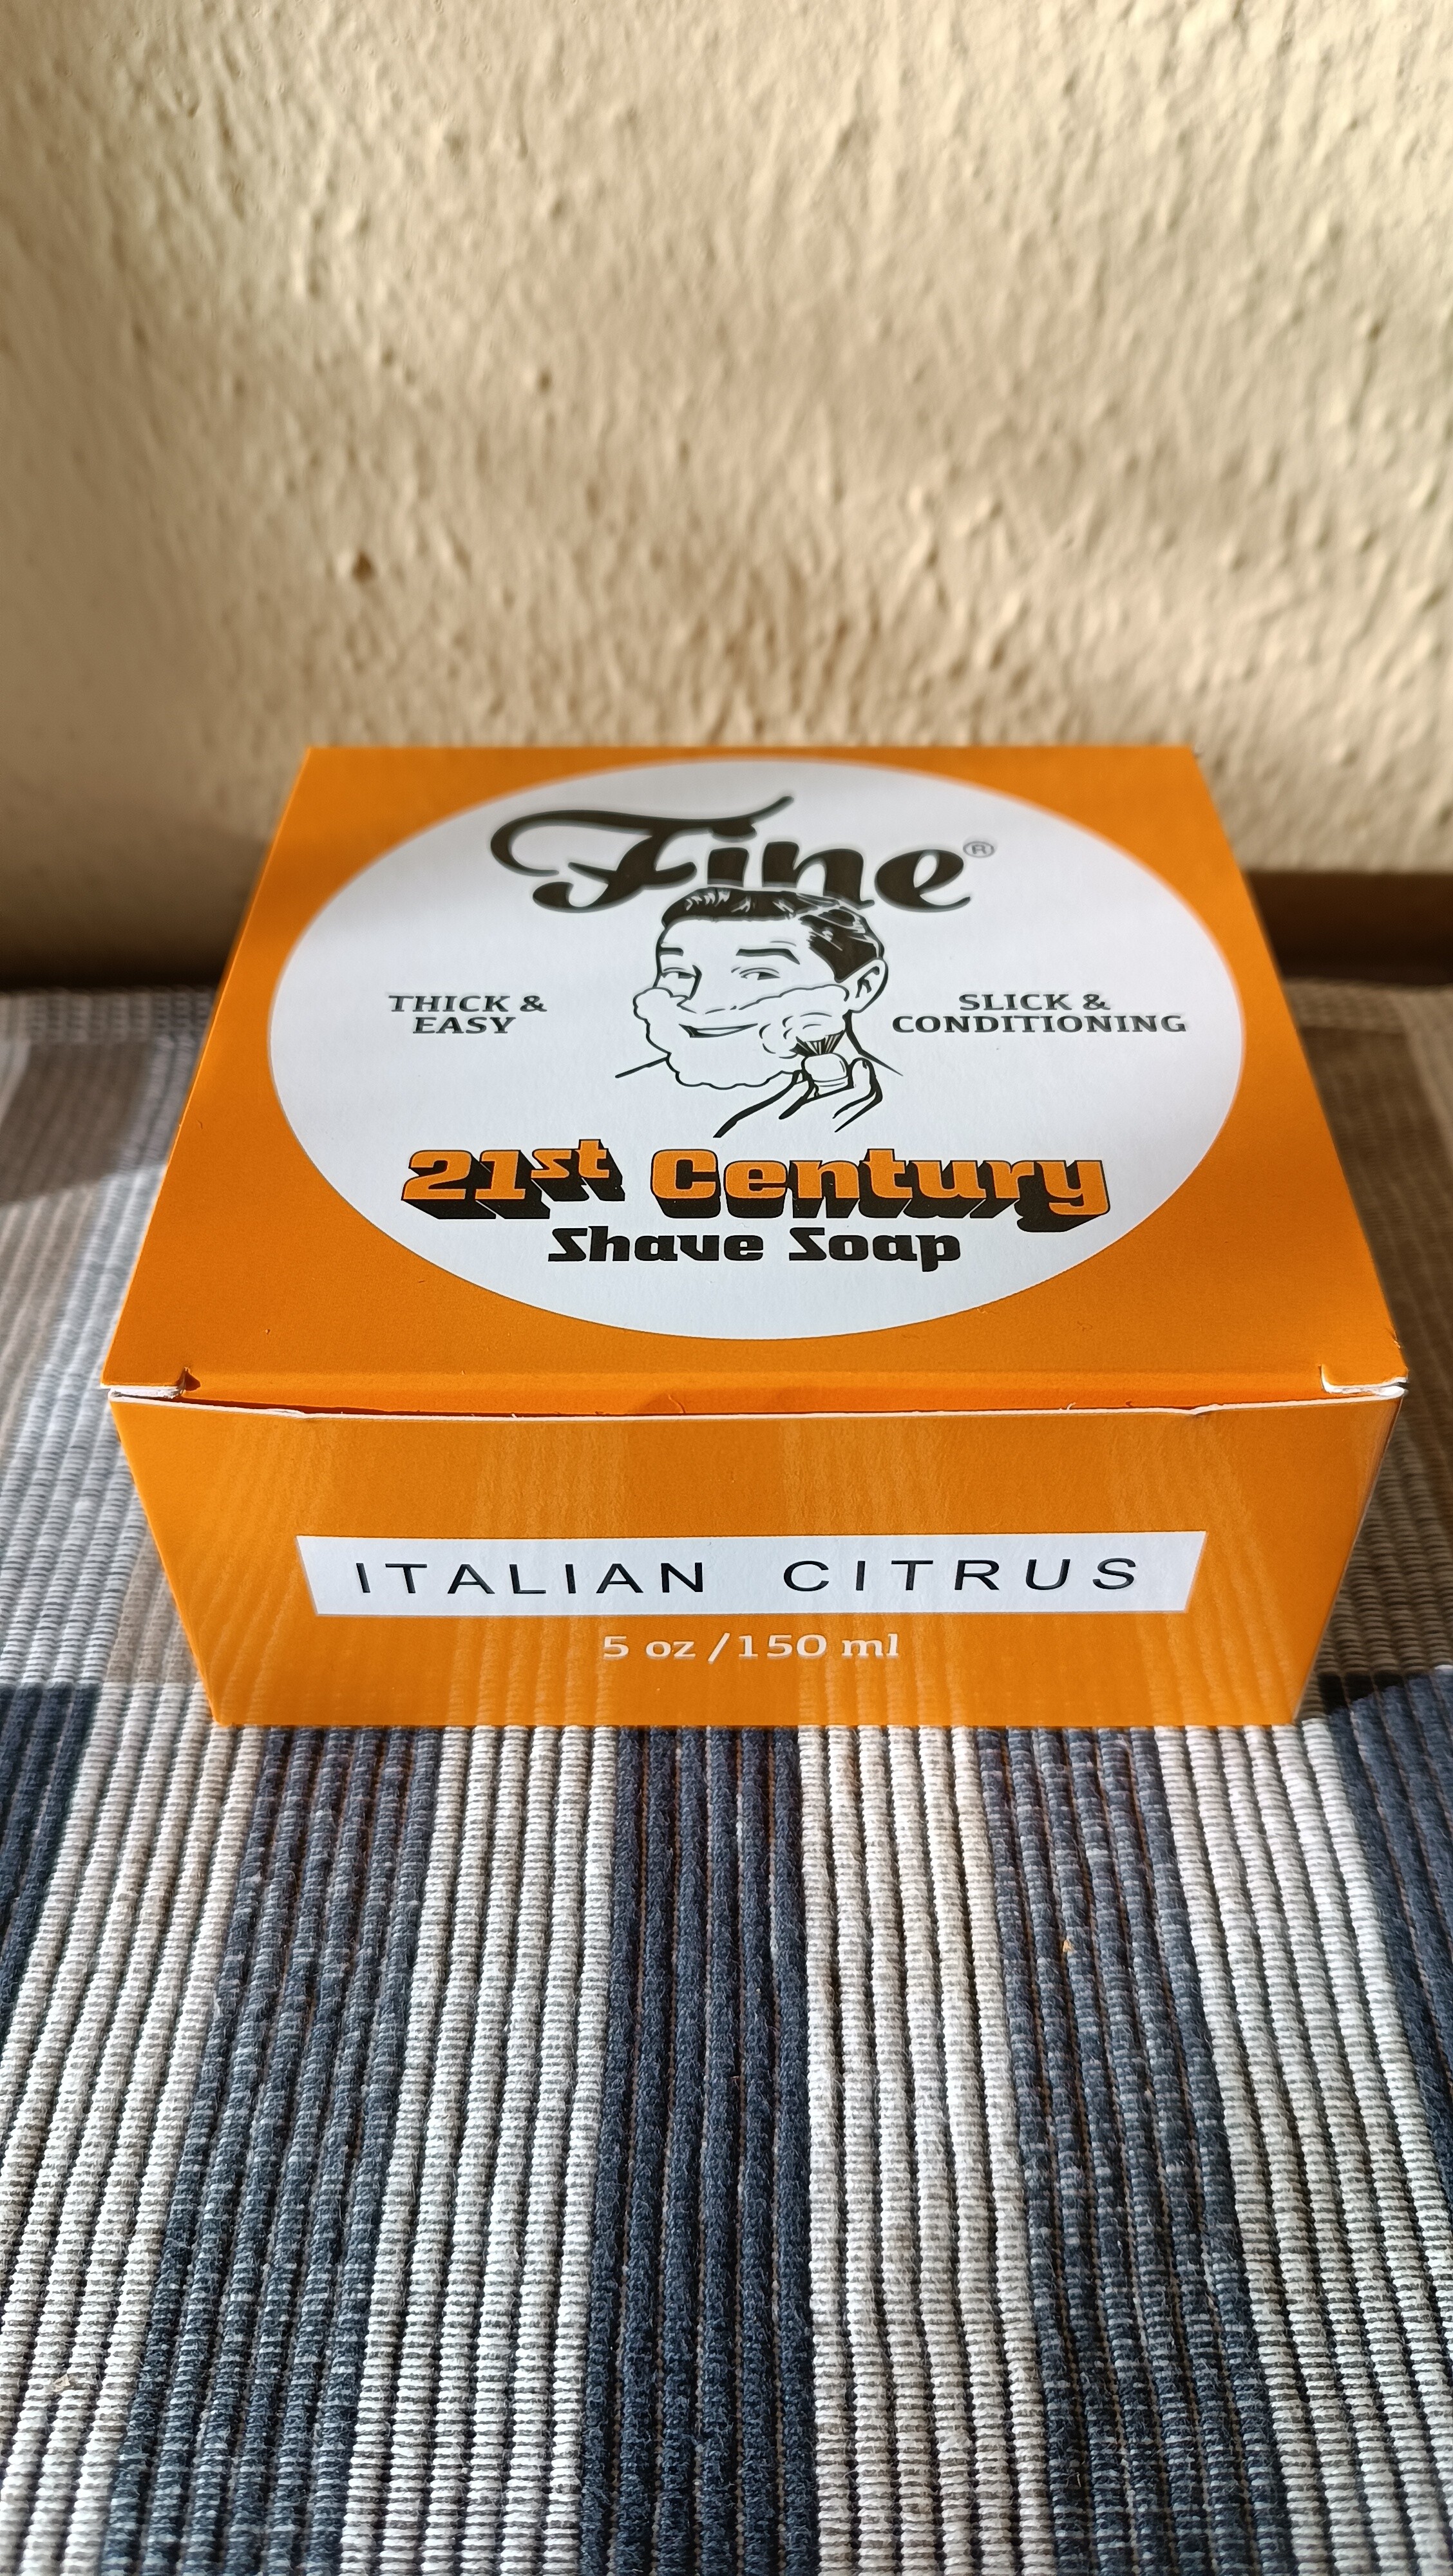 Fine®
THICK &
EASY
SLICK &
CONDITIONING
21st Century
Shave Soap
ITALIAN CITRUS
5 oz /150 ml